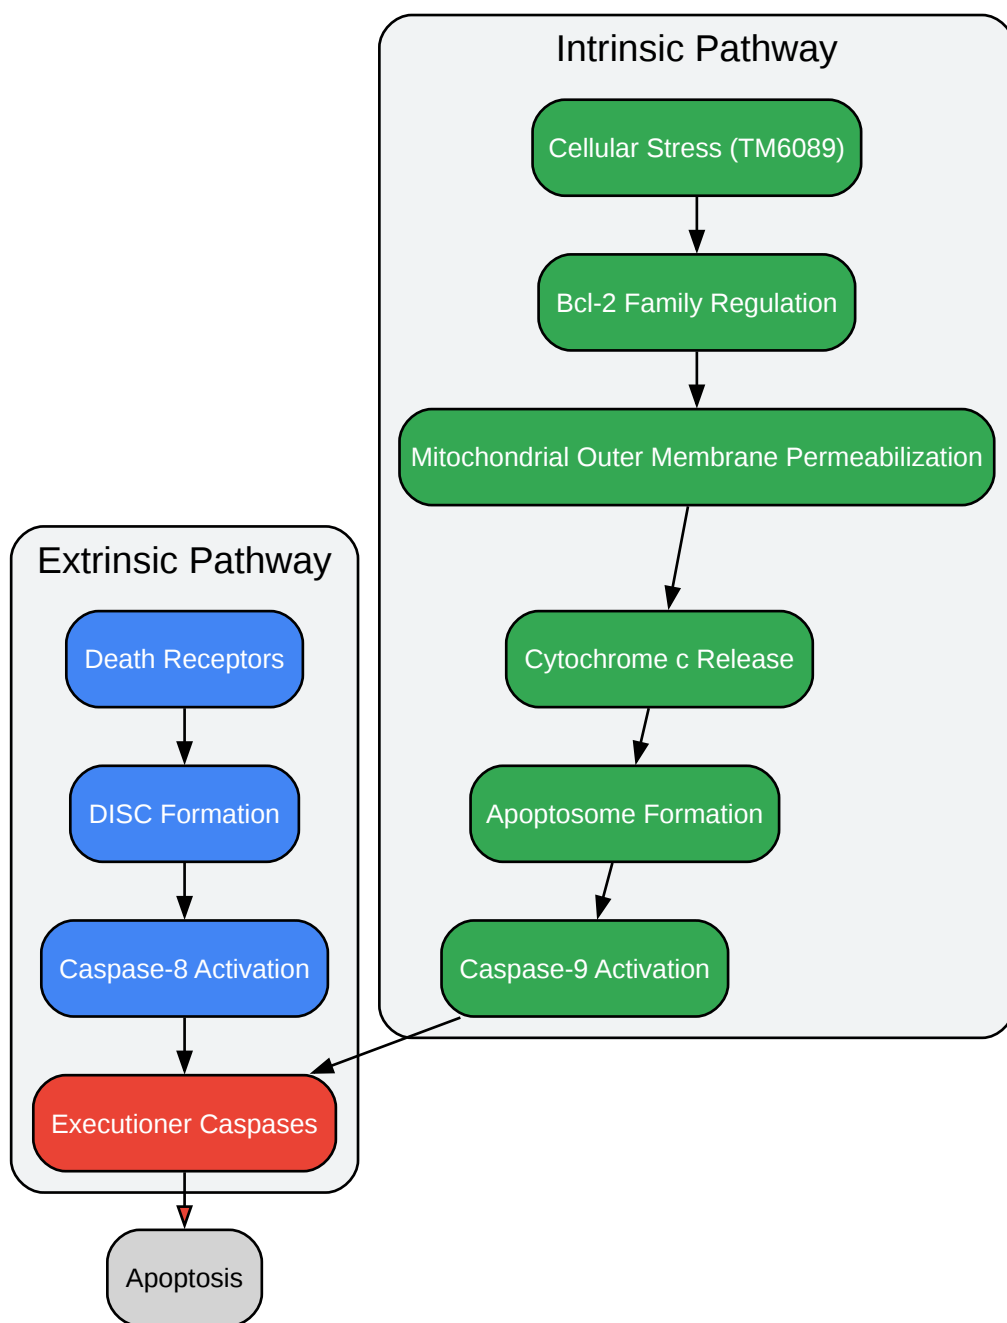 Intrinsic Pathway
Cellular Stress (TM6089)
Bcl-2 Family Regulation
Mitochondrial Outer Membrane Permeabilization
Cytochrome c Release
Apoptosome Formation
Caspase-9 Activation
Extrinsic Pathway
Death Receptors
DISC Formation
Caspase-8 Activation
Executioner Caspases
Apoptosis